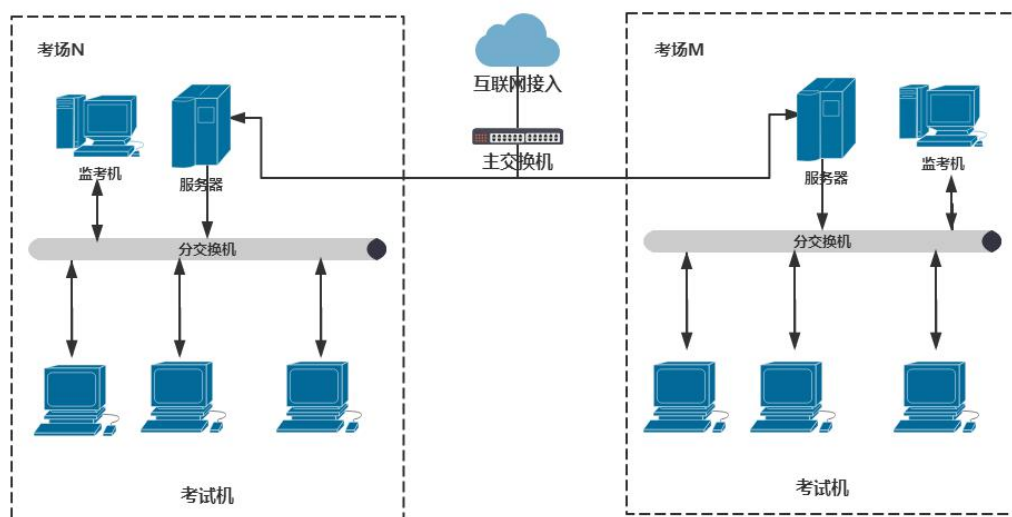 考场N
监考机
服务器
分交换机
考试机
互联网接入
主交换机
考场M
服务器
监考机
分交换机
考试机